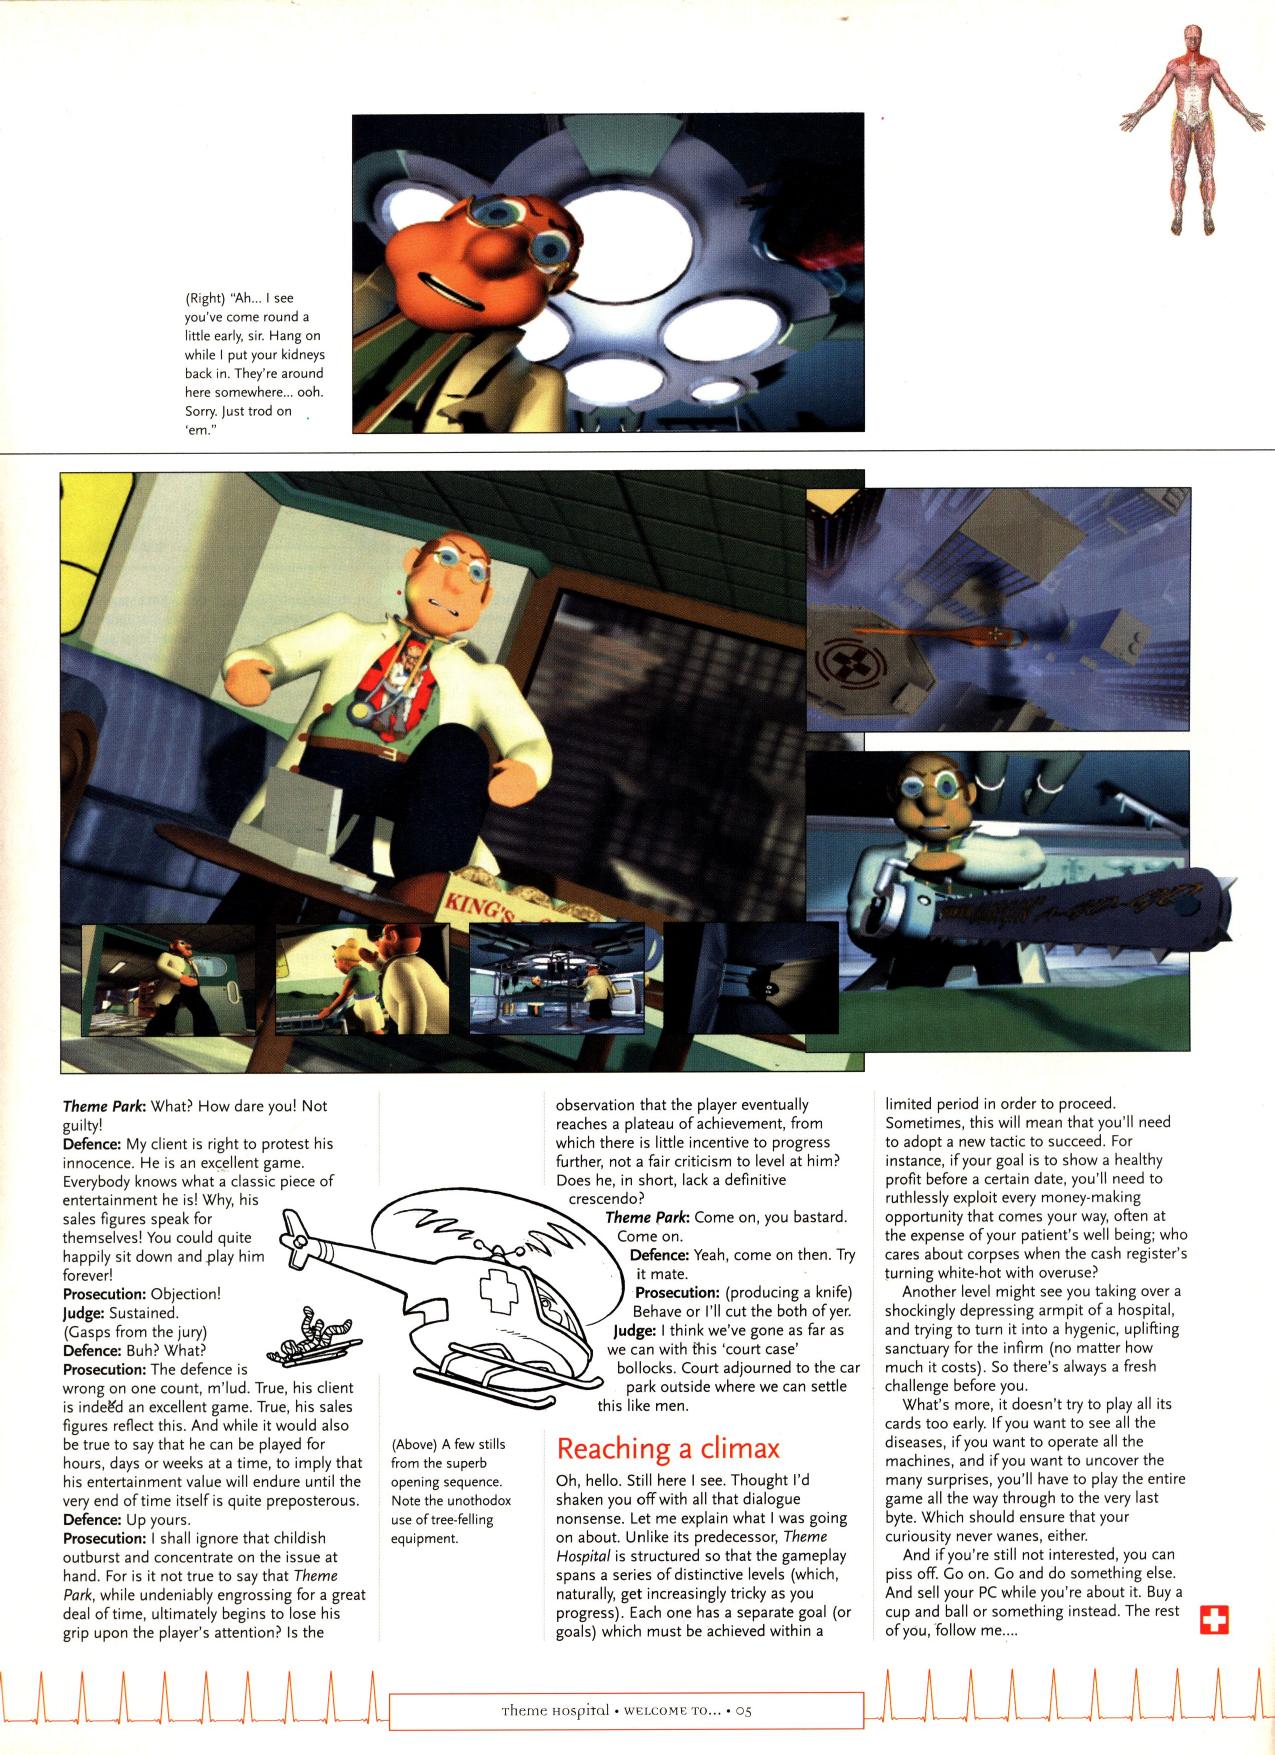 (Right) “Ah... I see
you’ve come round a
little early, sir. Hang on
while I put your kidneys
back in. They’re around
here somewhere... ooh.
Sorry. Just trod on
‘em.”
KING’S
Theme Park: What? How dare you! Not
guilty!
Defence: My client is right to protest his
innocence. He is an excellent game.
Everybody knows what a classic piece of
entertainment he is! Why, his
sales figures speak for
themselves! You could quite
happily sit down and play him
forever!
Prosecution: Objection!
Judge: Sustained.
(Gasps from the jury)
Defence: Buh? What?
Prosecution: The defence is
wrong on one count, m’lud. True, his client
is indeed an excellent game. True, his sales
figures reflect this. And while it would also
be true to say that he can be played for
hours, days or weeks at a time, to imply that
his entertainment value will endure until the
very end of time itself is quite preposterous.
Defence: Up yours.
Prosecution: I shall ignore that childish
outburst and concentrate on the issue at
hand. For is it not true to say that Theme
Park, while undeniably engrossing for a great
deal of time, ultimately begins to lose his
grip upon the player’s attention? Is the
(Above) A few stills
from the superb
opening sequence.
Note the unothodox
use of tree-felling
equipment.
observation that the player eventually
reaches a plateau of achievement, from
which there is little incentive to progress
further, not a fair criticism to level at him?
Does he, in short, lack a definitive
crescendo?
Theme Park: Come on, you bastard.
Come on.
Defence: Yeah, come on then. Try
it mate.
Prosecution: (producing a knife)
Behave or I’ll cut the both of yer.
Judge: I think we’ve gone as far as
we can with this ‘court case’
bollocks. Court adjourned to the car
park outside where we can settle
this like men.
Reaching a climax
Oh, hello. Still here I see. Thought I’d
shaken you off with all that dialogue
nonsense. Let me explain what I was going
on about. Unlike its predecessor, Theme
Hospital is structured so that the gameplay
spans a series of distinctive levels (which,
naturally, get increasingly tricky as you
progress). Each one has a separate goal (or
goals) which must be achieved within a
limited period in order to proceed.
Sometimes, this will mean that you’ll need
to adopt a new tactic to succeed. For
instance, if your goal is to show a healthy
profit before a certain date, you’ll need to
ruthlessly exploit every money-making
opportunity that comes your way, often at
the expense of your patient’s well being; who
cares about corpses when the cash register’s
turning white-hot with overuse?
Another level might see you taking over a
shockingly depressing armpit of a hospital,
and trying to turn it into a hygenic, uplifting
sanctuary for the infirm (no matter how
much it costs). So there’s always a fresh
challenge before you.
What’s more, it doesn’t try to play all its
cards too early. If you want to see all the
diseases, if you want to operate all the
machines, and if you want to uncover the
many surprises, you’ll have to play the entire
game all the way through to the very last
byte. Which should ensure that your
curiousity never wanes, either.
And if you’re still not interested, you can
piss off. Go on. Go and do something else.
And sell your PC while you’re about it. Buy a
cup and ball or something instead. The rest
of you, follow me....
Theme Hospital • WELCOME TO... • 05